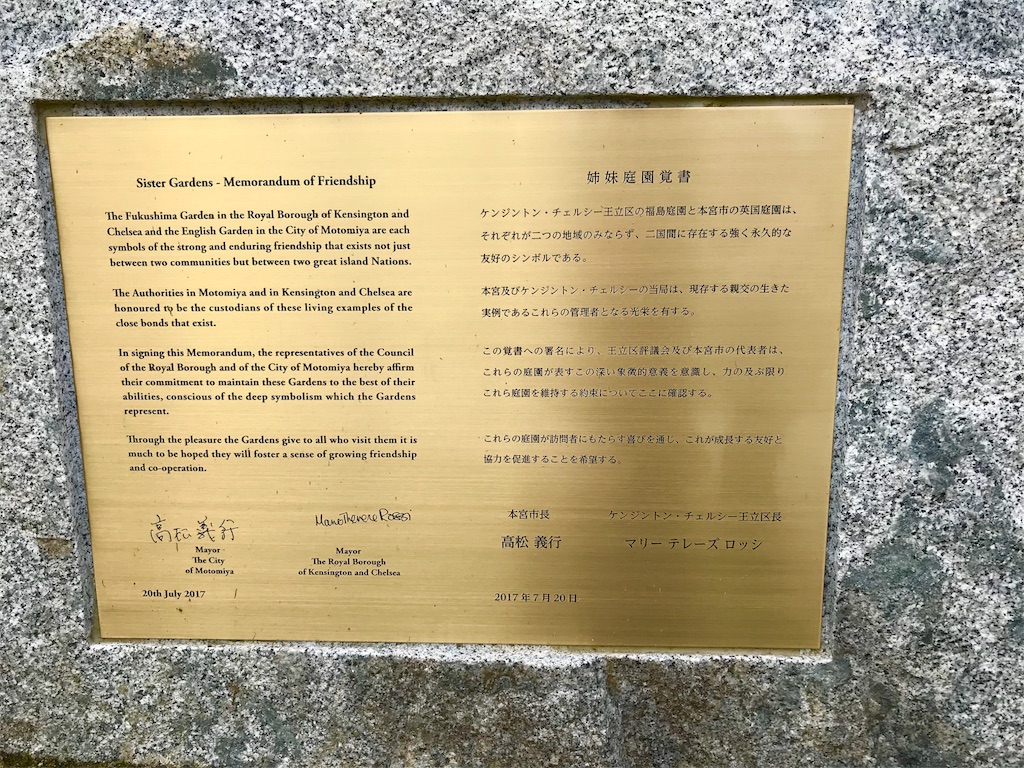 Sister Gardens - Memorandum of Friendship
The Fukushima Garden in the Royal Borough of Kensington and
Chelsea and the English Garden in the City of Motomiya are each
symbols of the strong and enduring friendship that exists not just
between two communities but between two great island Nations.
The Authorities in Motomiya and in Kensington and Chelsea are
honoured to be the custodians of these living examples of the
close bonds that exist.
In signing this Memorandum, the representatives of the Council
of the Royal Borough and of the City of Motomiya hereby affirm
their commitment to maintain these Gardens to the best of their
abilities, conscious of the deep symbolism which the Gardens
represent.
Through the pleasure the Gardens give to all who visit them it is
much to be hoped they will foster a sense of growing friendship
and co-operation.
高松義行
Mayor
The City
of Motomiya
Marie Therese Rossi
Mayor
The Royal Borough
of Kensington and Chelsea
20th July 2017
姉妹庭園覚書
ケンジントン・チェルシー王立区の福島庭園と本宮市の英国庭園は、
それぞれが二つの地域のみならず、二国間に存在する強く永久的な
友好のシンボルである。
本宮及びケンジントン・チェルシーの当局は、現存する親交の生きた
実例であるこれらの管理者となる光栄を有する。
この覚書への署名により、王立区評議会及び本宮市の代表者は、
これらの庭園が表すこの深い象徴的意義を意識し、力の及ぶ限り
これら庭園を維持する約束についてここに確認する。
これらの庭園が訪問者にもたらす喜びを通じ、これが成長する友好と
協力を促進することを希望する。
本宮市長
高松 義行
ケンジントン・チェルシー王立区長
マリー テレーズ ロッシ
2017年7月20日